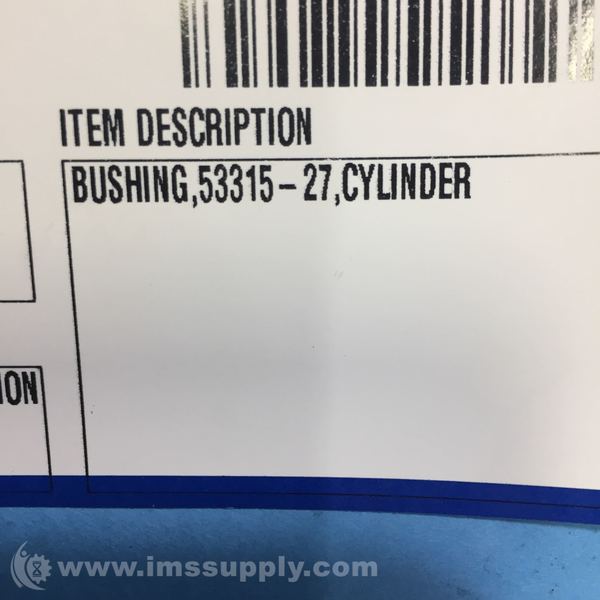 ITEM DESCRIPTION
BUSHING,53315-27,CYLINDER
ION
www.imssupply.com